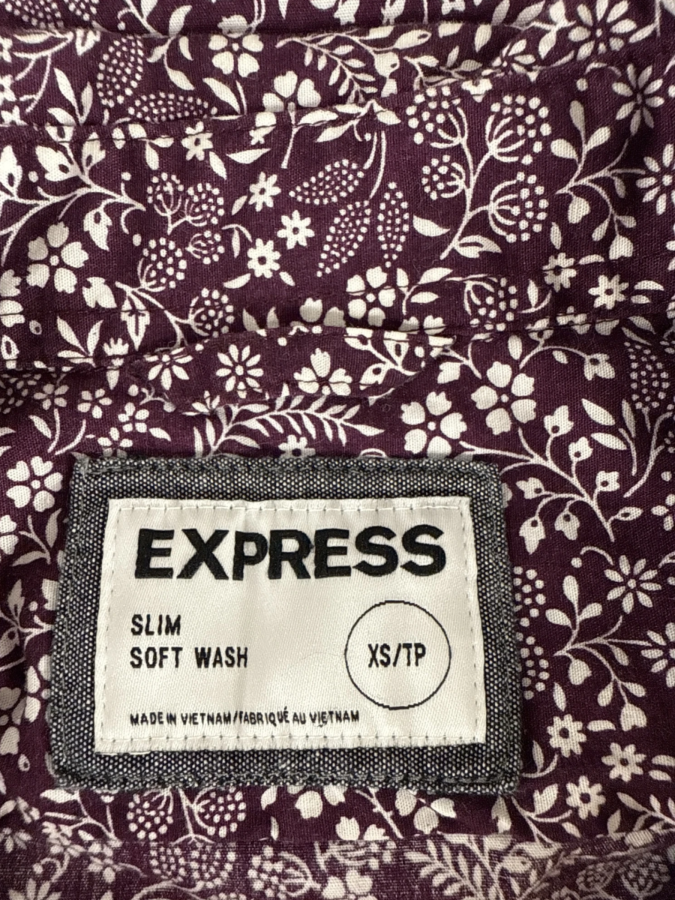 EXPRESS
SLIM
SOFT WASH
XS/TP
MADE IN VIETNAM/FABRIQUÉ AU VIETNAM